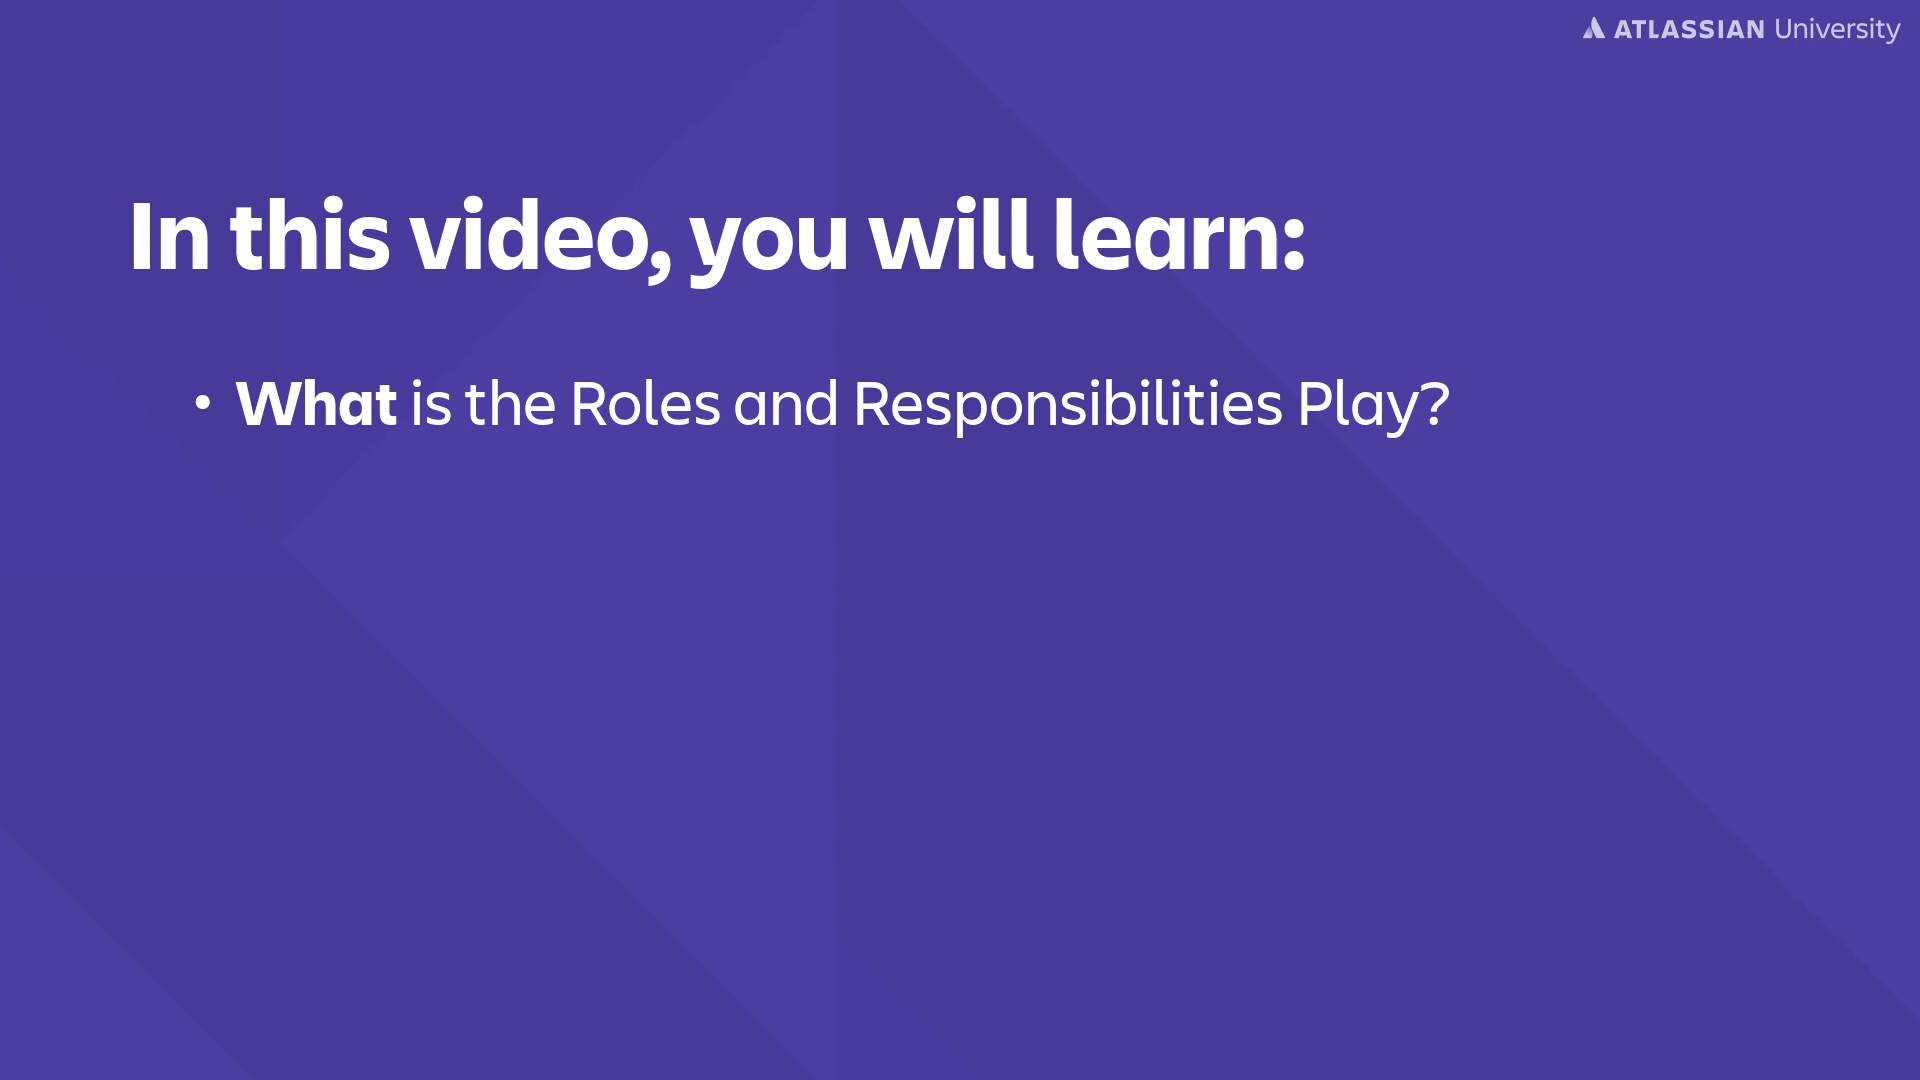 ATLASSIAN University
In this video, you will learn:
• What is the Roles and Responsibilities Play?